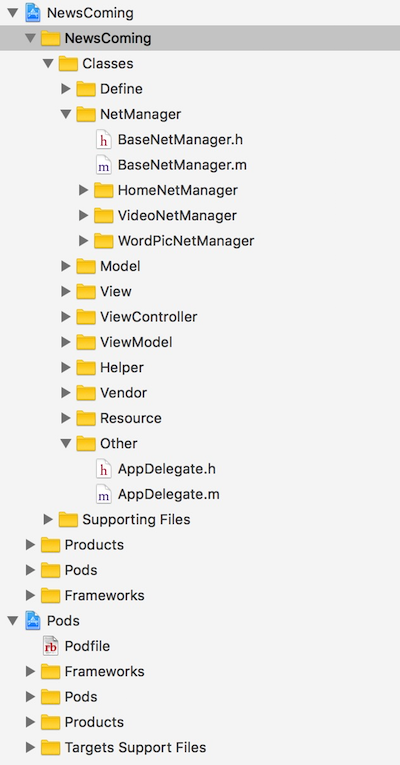 NewsComing
NewsComing
Classes
Define
NetManager
h BaseNetManager.h
m BaseNetManager.m
HomeNetManager
VideoNetManager
WordPicNetManager
Model
View
ViewController
ViewModel
Helper
Vendor
Resource
Other
h AppDelegate.h
m AppDelegate.m
Supporting Files
Products
Pods
Frameworks
Pods
rb Podfile
Frameworks
Pods
Products
Targets Support Files